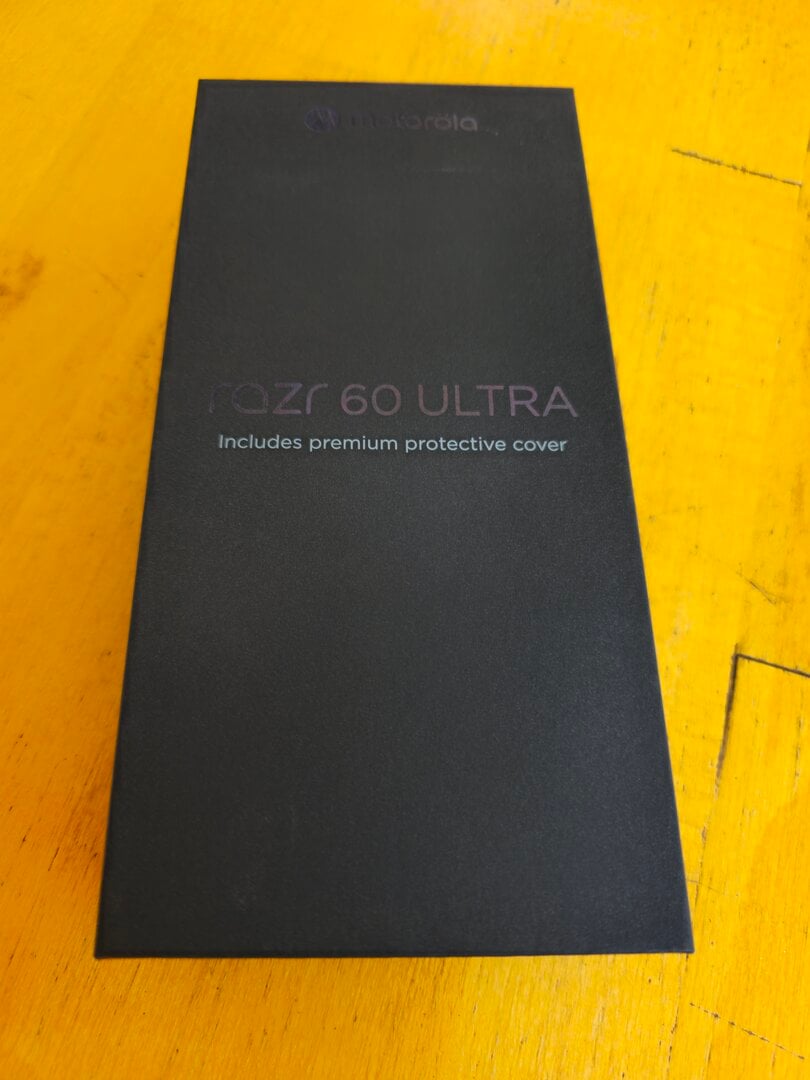 motorola
razr 60 ULTRA
Includes premium protective cover